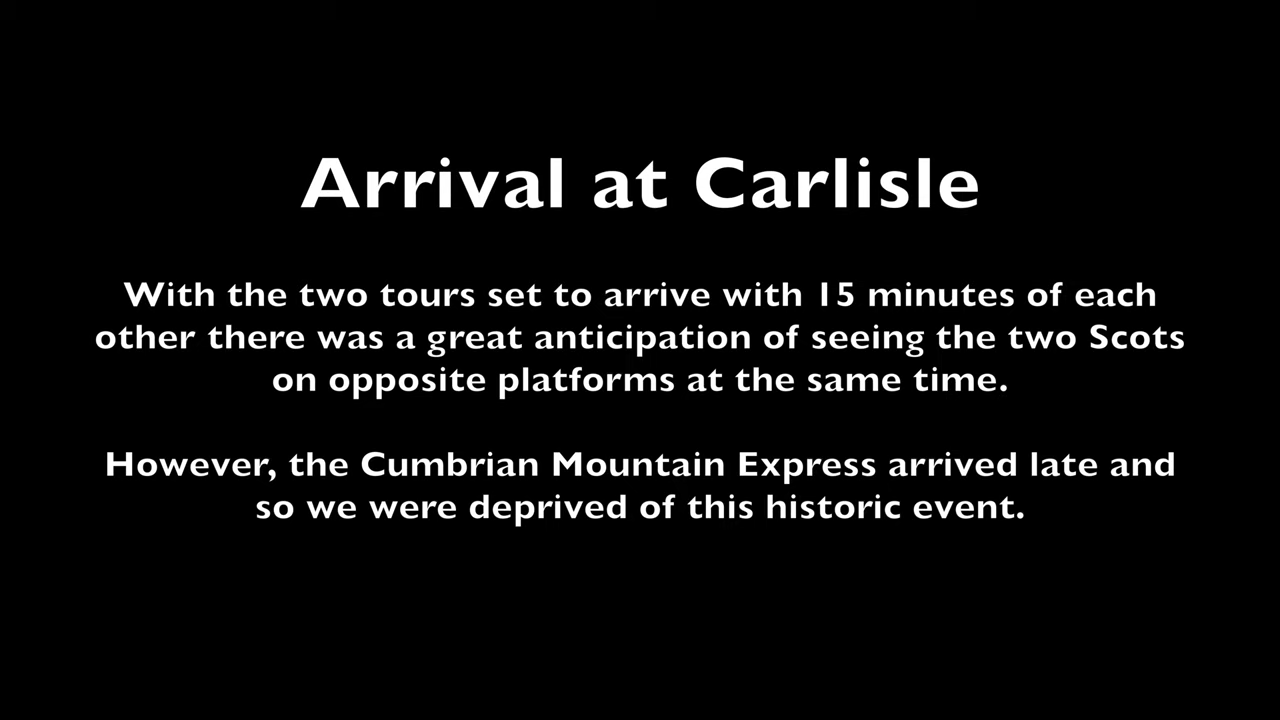 Arrival at Carlisle
With the two tours set to arrive with 15 minutes of each
other there was a great anticipation of seeing the two Scots
on opposite platforms at the same time.
However, the Cumbrian Mountain Express arrived late and
so we were deprived of this historic event.